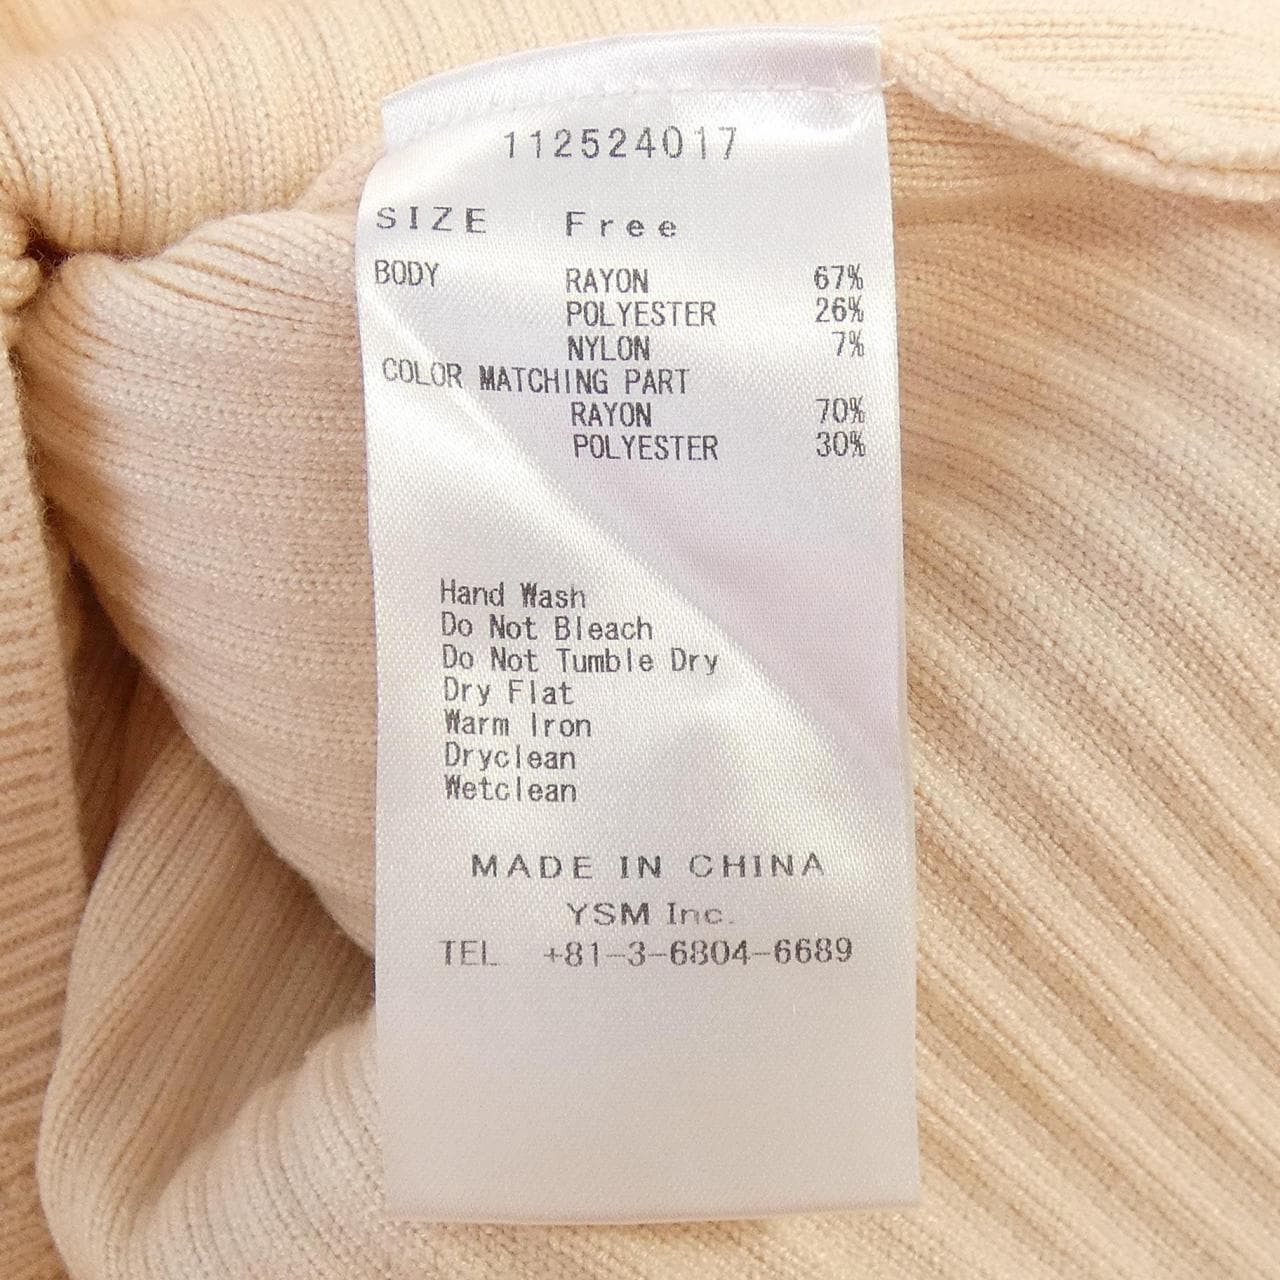 112524017
SIZE Free
BODY RAYON 67%
POLYESTER 26%
NYLON 7%
COLOR MATCHING PART
RAYON 70%
POLYESTER 30%
Hand Wash
Do Not Bleach
Do Not Tumble Dry
Dry Flat
Warm Iron
Dryclean
Wetclean
MADE IN CHINA
YSM Inc.
TEL +81-3-6804-6689